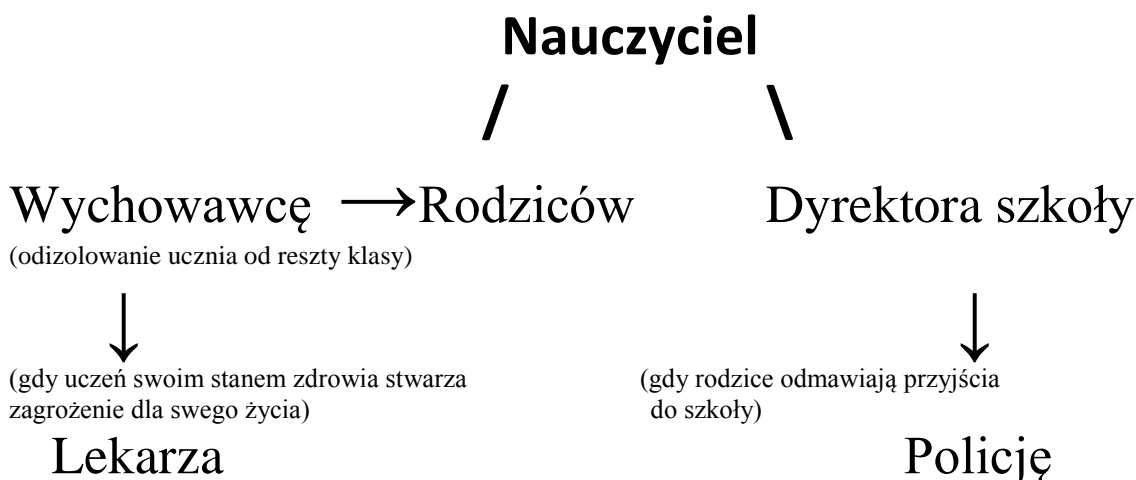 Nauczyciel
/ \
Wychowawcę →Rodziców Dyrektora szkoły
(odizolowanie ucznia od reszty klasy)
↓ ↓
(gdy uczeń swoim stanem zdrowia stwarza
zagrożenie dla swego życia)
(gdy rodzice odmawiają przyjścia
do szkoły)
Lekarza Policję